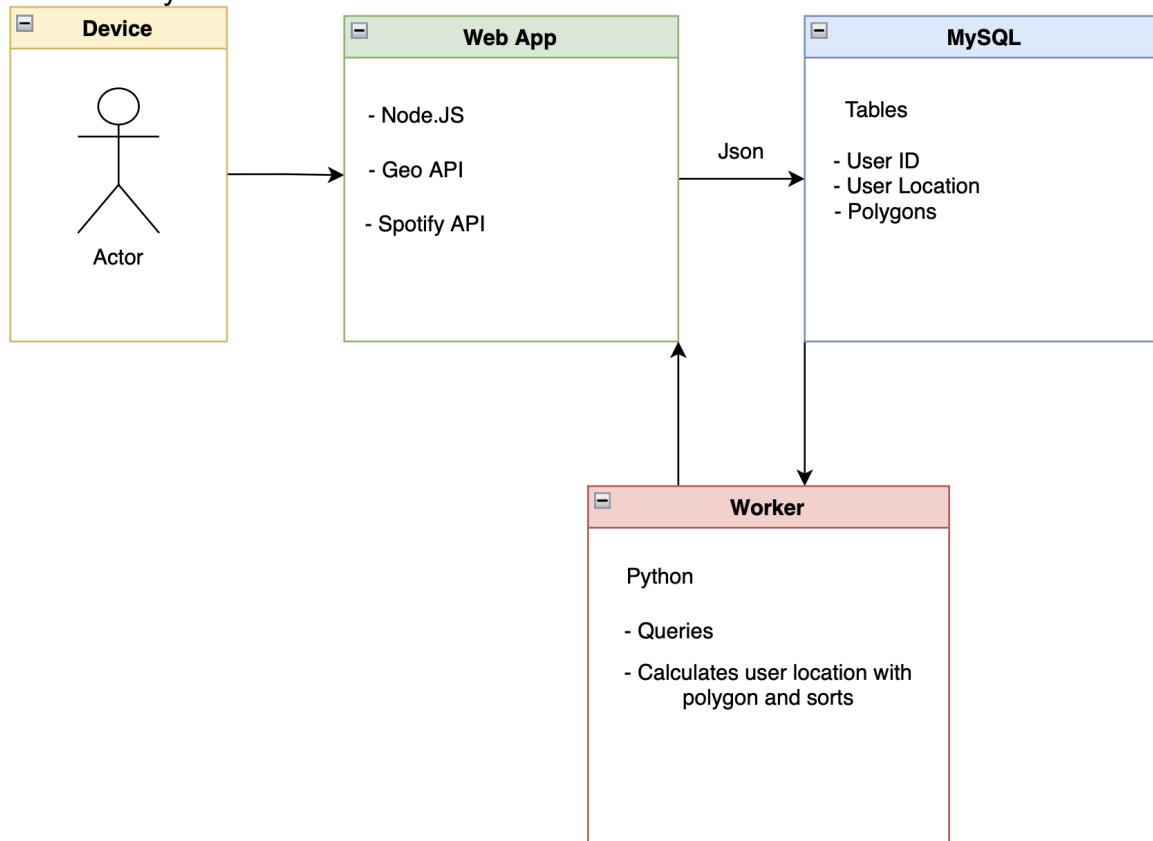 Device
Actor
Web App
- Node.JS
- Geo API
- Spotify API
Json
MySQL
Tables
- User ID
- User Location
- Polygons
Worker
Python
- Queries
- Calculates user location with
polygon and sorts